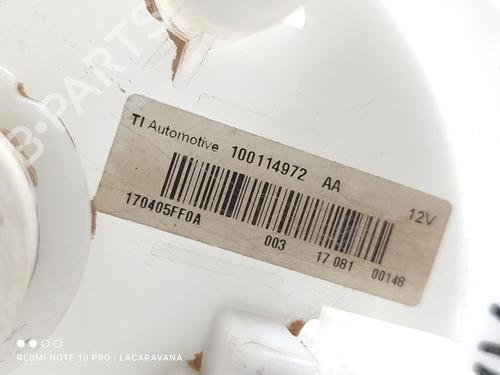 TI Automotive 100114972 AA 12V
170405FF0A 003 17 081 00148
B-PARTS
REDMI NOTE 10 PRO | LACARAVANA